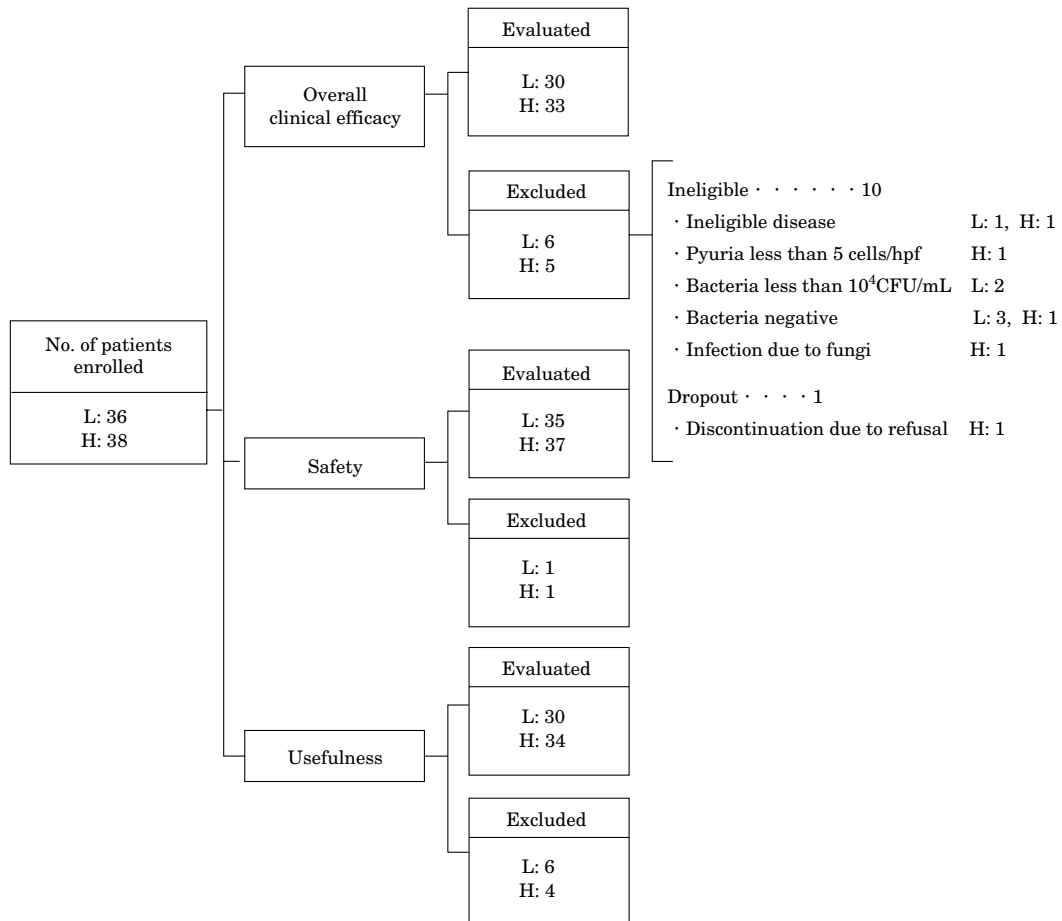 No. of patients
enrolled
L: 36
H: 38
Overall
clinical efficacy
Evaluated
L: 30
H: 33
Excluded
L: 6
H: 5
Ineligible · · · · · · 10
· Ineligible disease L: 1, H: 1
· Pyuria less than 5 cells/hpf H: 1
· Bacteria less than 10⁴CFU/mL L: 2
· Bacteria negative L: 3, H: 1
· Infection due to fungi H: 1
Dropout · · · · 1
· Discontinuation due to refusal H: 1
Safety
Evaluated
L: 35
H: 37
Excluded
L: 1
H: 1
Usefulness
Evaluated
L: 30
H: 34
Excluded
L: 6
H: 4